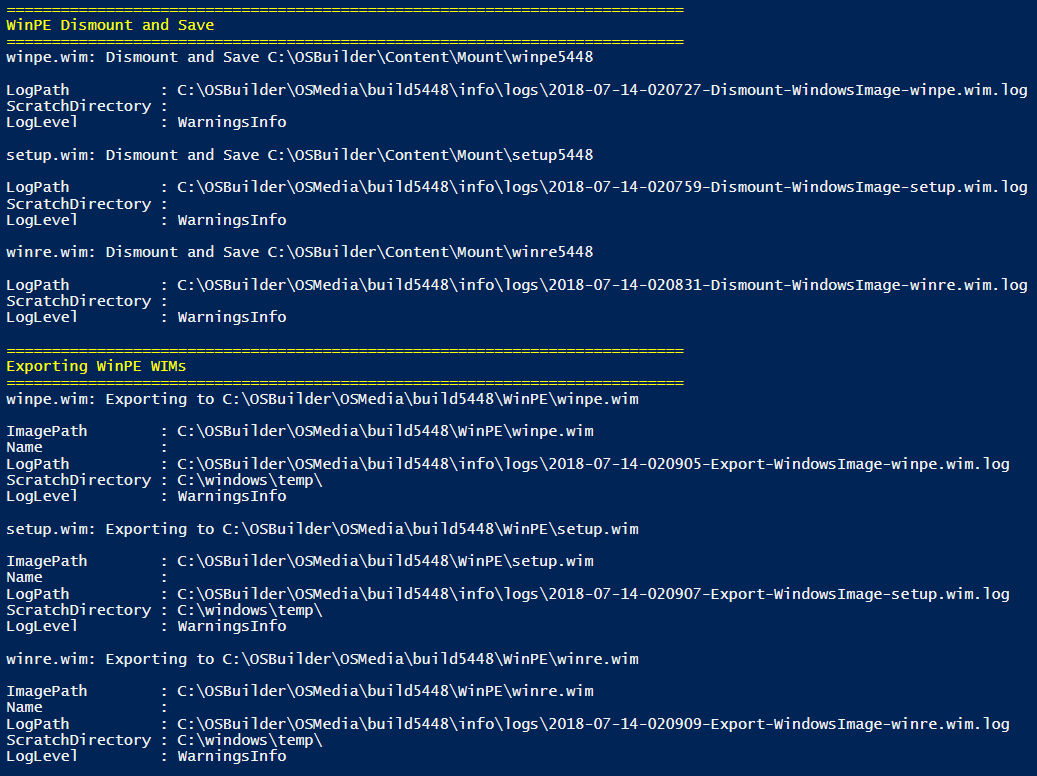 ===========================================================================
WinPE Dismount and Save
===========================================================================
winpe.wim: Dismount and Save C:\OSBuilder\Content\Mount\winpe5448

LogPath          : C:\OSBuilder\OSMedia\build5448\info\logs\2018-07-14-020727-Dismount-WindowsImage-winpe.wim.log
ScratchDirectory :
LogLevel         : WarningsInfo

setup.wim: Dismount and Save C:\OSBuilder\Content\Mount\setup5448

LogPath          : C:\OSBuilder\OSMedia\build5448\info\logs\2018-07-14-020759-Dismount-WindowsImage-setup.wim.log
ScratchDirectory :
LogLevel         : WarningsInfo

winre.wim: Dismount and Save C:\OSBuilder\Content\Mount\winre5448

LogPath          : C:\OSBuilder\OSMedia\build5448\info\logs\2018-07-14-020831-Dismount-WindowsImage-winre.wim.log
ScratchDirectory :
LogLevel         : WarningsInfo

===========================================================================
Exporting WinPE WIMs
===========================================================================
winpe.wim: Exporting to C:\OSBuilder\OSMedia\build5448\WinPE\winpe.wim

ImagePath        : C:\OSBuilder\OSMedia\build5448\WinPE\winpe.wim
Name             :
LogPath          : C:\OSBuilder\OSMedia\build5448\info\logs\2018-07-14-020905-Export-WindowsImage-winpe.wim.log
ScratchDirectory : C:\windows\temp\
LogLevel         : WarningsInfo

setup.wim: Exporting to C:\OSBuilder\OSMedia\build5448\WinPE\setup.wim

ImagePath        : C:\OSBuilder\OSMedia\build5448\WinPE\setup.wim
Name             :
LogPath          : C:\OSBuilder\OSMedia\build5448\info\logs\2018-07-14-020907-Export-WindowsImage-setup.wim.log
ScratchDirectory : C:\windows\temp\
LogLevel         : WarningsInfo

winre.wim: Exporting to C:\OSBuilder\OSMedia\build5448\WinPE\winre.wim

ImagePath        : C:\OSBuilder\OSMedia\build5448\WinPE\winre.wim
Name             :
LogPath          : C:\OSBuilder\OSMedia\build5448\info\logs\2018-07-14-020909-Export-WindowsImage-winre.wim.log
ScratchDirectory : C:\windows\temp\
LogLevel         : WarningsInfo